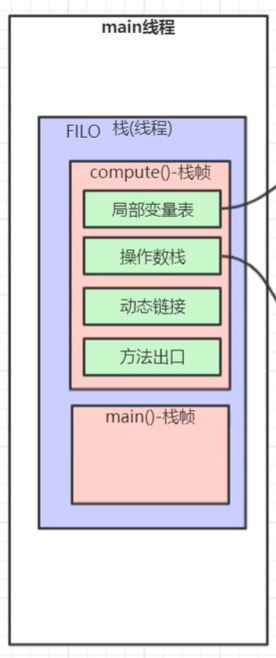 main线程
FILO 栈(线程)
compute()-栈帧
局部变量表
操作数栈
动态链接
方法出口
main()-栈帧